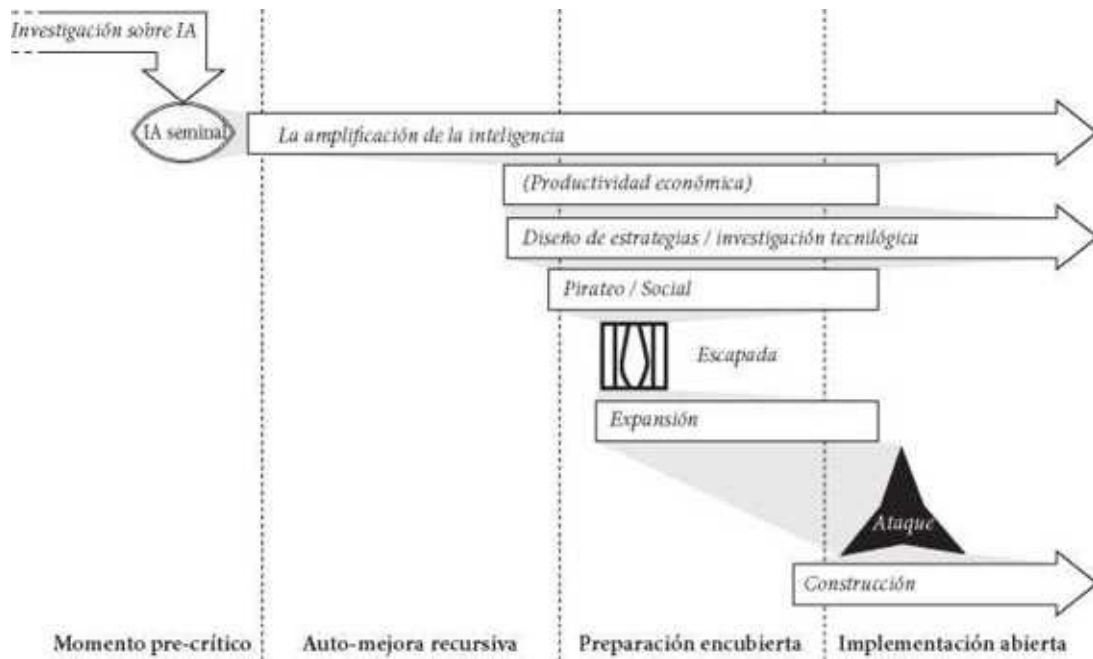 Investigación sobre IA
IA seminal
La amplificación de la inteligencia
(Productividad económica)
Diseño de estrategias / investigación tecnilógica
Pirateo / Social
Escapada
Expansión
Ataque
Construcción
Momento pre-crítico
Auto-mejora recursiva
Preparación encubierta
Implementación abierta